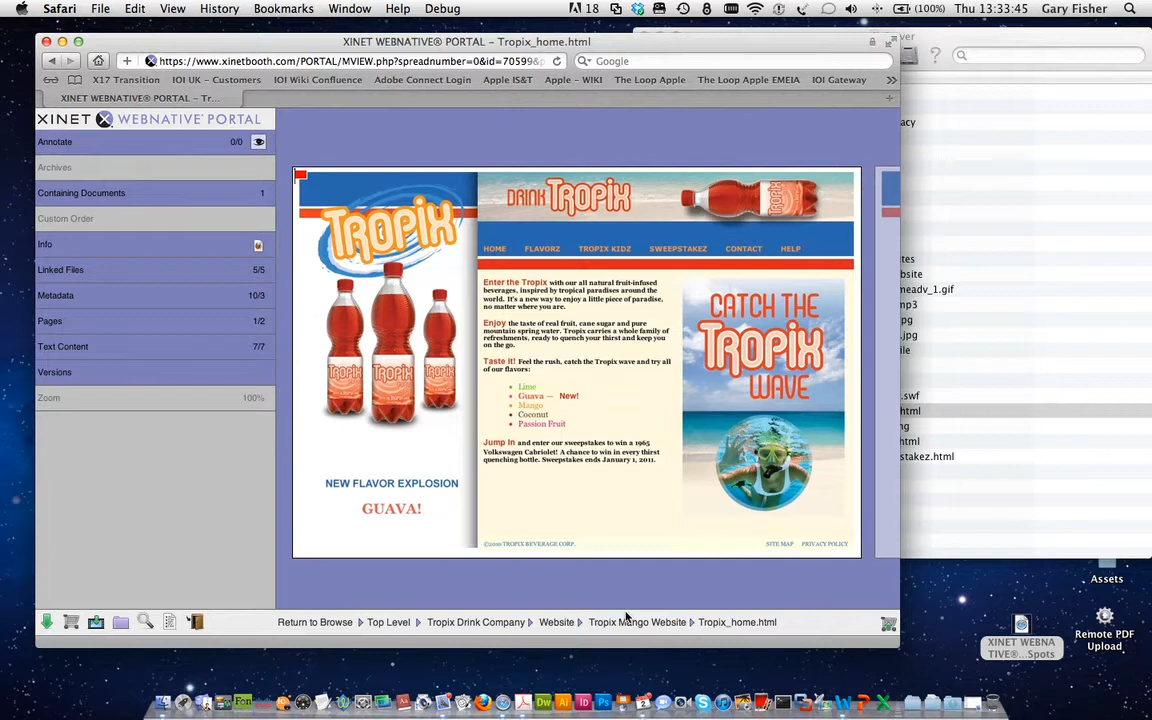 Safari File Edit View History Bookmarks Window Help Debug 18 (100%) Thu 13:33:45 Gary Fisher
XINET WEBNATIVE® PORTAL – Tropix_home.html
https://www.xinetbooth.com/PORTAL/MVIEW.php?spreadnumber=0&id=70599& Google
X17 Transition IOI UK - Customers IOI Wiki Confluence Adobe Connect Login Apple IS&T Apple – WIKI The Loop Apple The Loop Apple EMEIA IOI Gateway
XINET WEBNATIVE® PORTAL – Tr...
XINET WEBNATIVE® PORTAL
Annotate 0/0
Archives
Containing Documents 1
Custom Order
Info
Linked Files 5/5
Metadata 10/3
Pages 1/2
Text Content 7/7
Versions
Zoom 100%
TROPIX
TROPIX
TROPIX
TROPIX
NEW FLAVOR EXPLOSION
GUAVA!
DRINK TROPIX
TROPIX
HOME FLAVORZ TROPIX KIDZ SWEEPSTAKEZ CONTACT HELP
Enter the Tropix with our all natural fruit-infused
beverages, inspired by tropical paradises around the
world. It's a new way to enjoy a little piece of paradise,
no matter where you are.
Enjoy the taste of real fruit, cane sugar and pure
mountain spring water. Tropix carries a whole family of
refreshments, ready to quench your thirst and keep you
on the go.
Taste it! Feel the rush, catch the Tropix wave and try all
of our flavors:
• Lime
• Guava — New!
• Mango
• Coconut
• Passion Fruit
Jump In and enter our sweepstakes to win a 1965
Volkswagen Cabriolet! A chance to win in every thirst
quenching bottle. Sweepstakes ends January 1, 2011.
CATCH THE
TROPIX
WAVE
©2010 TROPIX BEVERAGE CORP. SITE MAP PRIVACY POLICY
Return to Browse Top Level Tropix Drink Company Website Tropix Mango Website Tropix_home.html
ver
acy
tes
bsite
meadv_1.gif
mp3
jpg
.jpg
file
.swf
html
ng
html
stakez.html
Assets
XINET WEBNA
TIVE®...Spots
Remote PDF
Upload
Fon
Dw Ai Id Ps